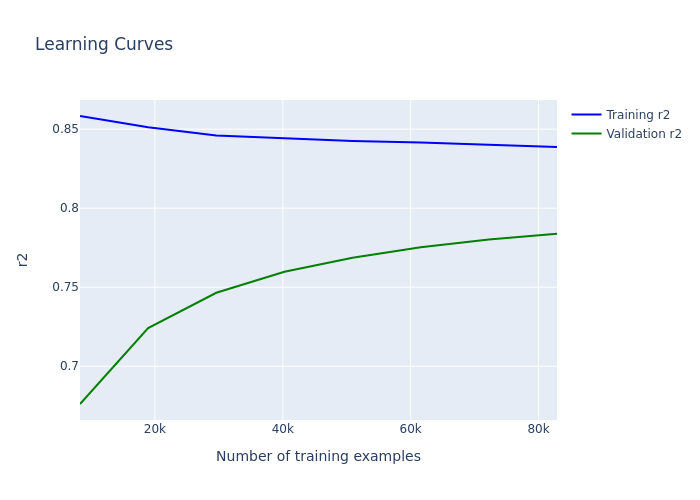 Learning Curves
Training r2
Validation r2
0.85
0.8
0.75
0.7
r2
20k
40k
60k
80k
Number of training examples